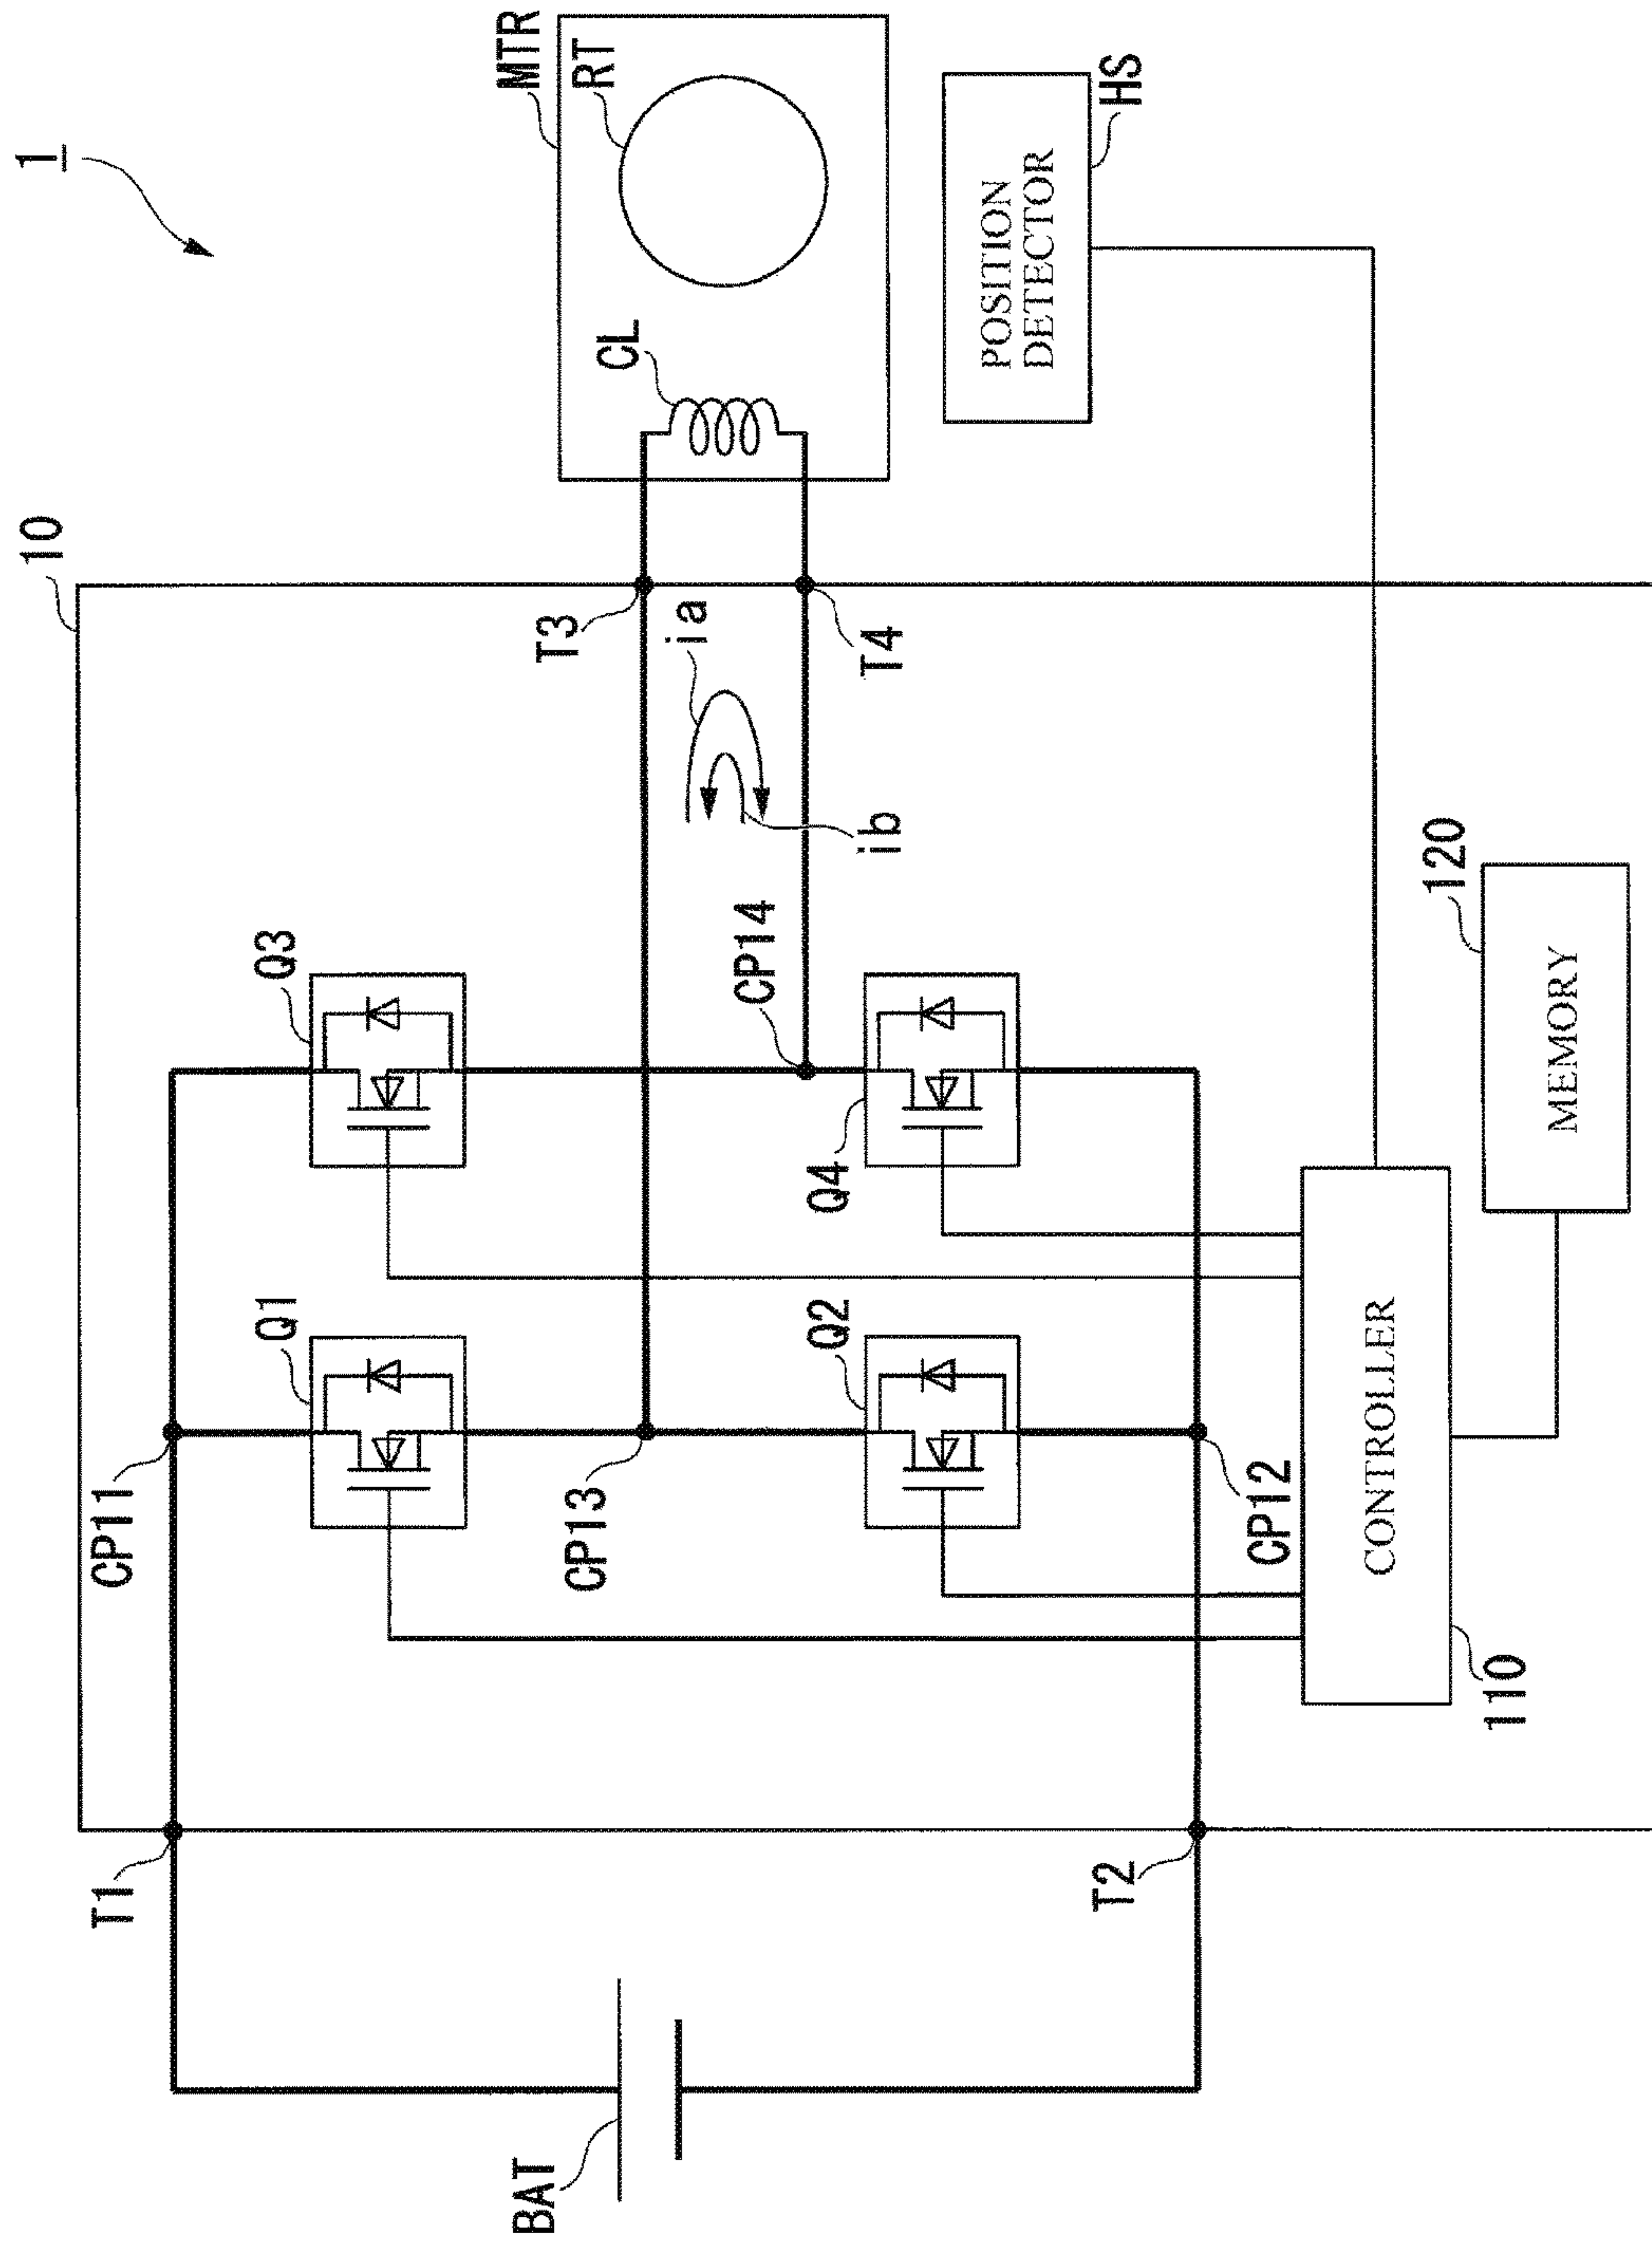 1
10
MTR
RT
CL
T3
T4
ia
ib
POSITION
DETECTOR
HS
Q3
Q1
CP11
T1
CP14
CP13
Q4
Q2
CP12
T2
BAT
CONTROLLER
110
MEMORY
120